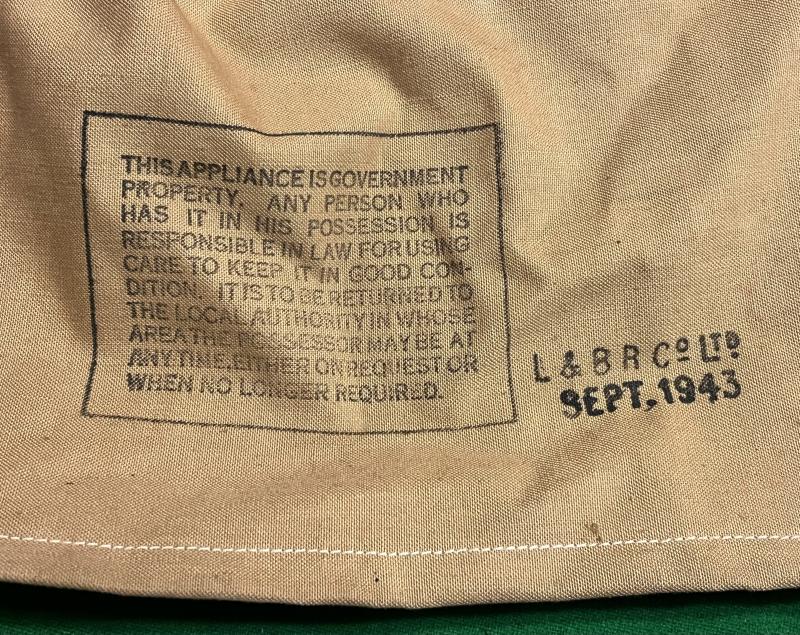 THIS APPLIANCE IS GOVERNMENT
PROPERTY. ANY PERSON WHO
HAS IT IN HIS POSSESSION IS
RESPONSIBLE IN LAW FOR USING
CARE TO KEEP IT IN GOOD CON-
DITION. IT IS TO BE RETURNED TO
THE LOCAL AUTHORITY IN WHOSE
AREA THE POSSESSOR MAY BE AT
ANY TIME, EITHER ON REQUEST OR
WHEN NO LONGER REQUIRED.
L & B R Cº LTD
SEPT. 1943